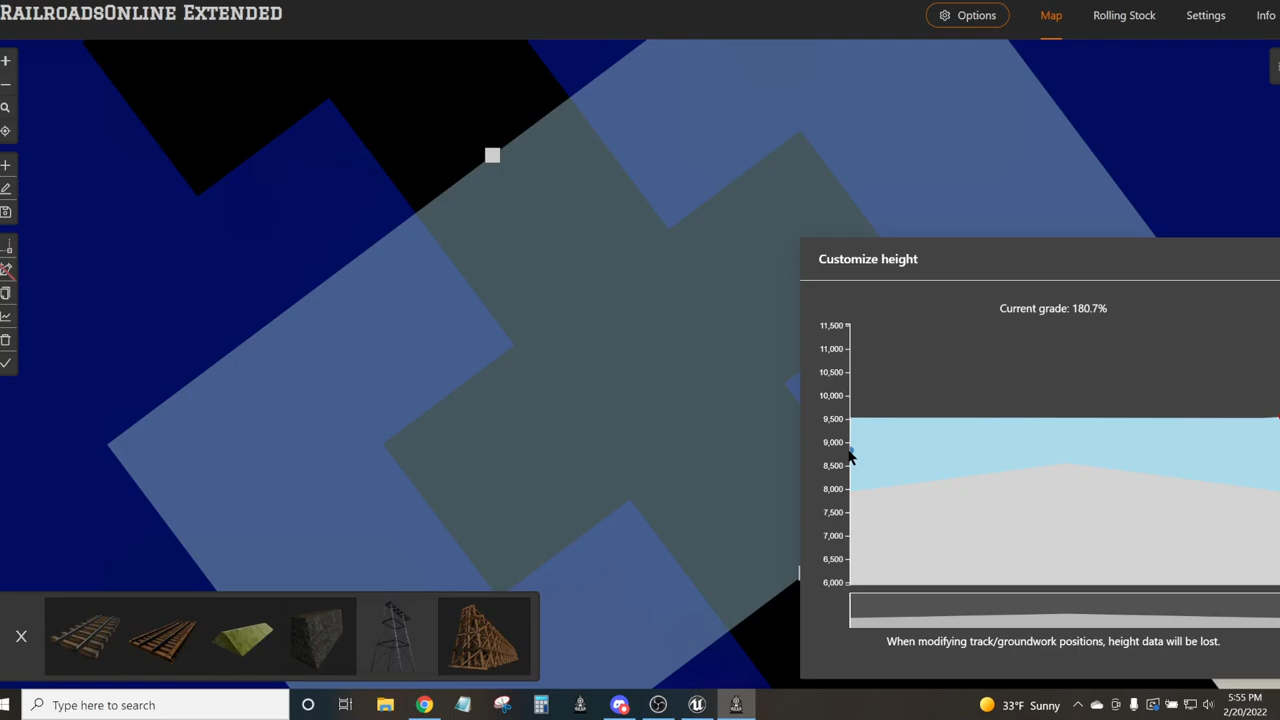 RailroadsOnline Extended
Options
Map
Rolling Stock
Settings
Info
Customize height
Current grade: 180.7%
11,500
11,000
10,500
10,000
9,500
9,000
8,500
8,000
7,500
7,000
6,500
6,000
When modifying track/groundwork positions, height data will be lost.
Type here to search
33°F Sunny
5:55 PM
2/20/2022